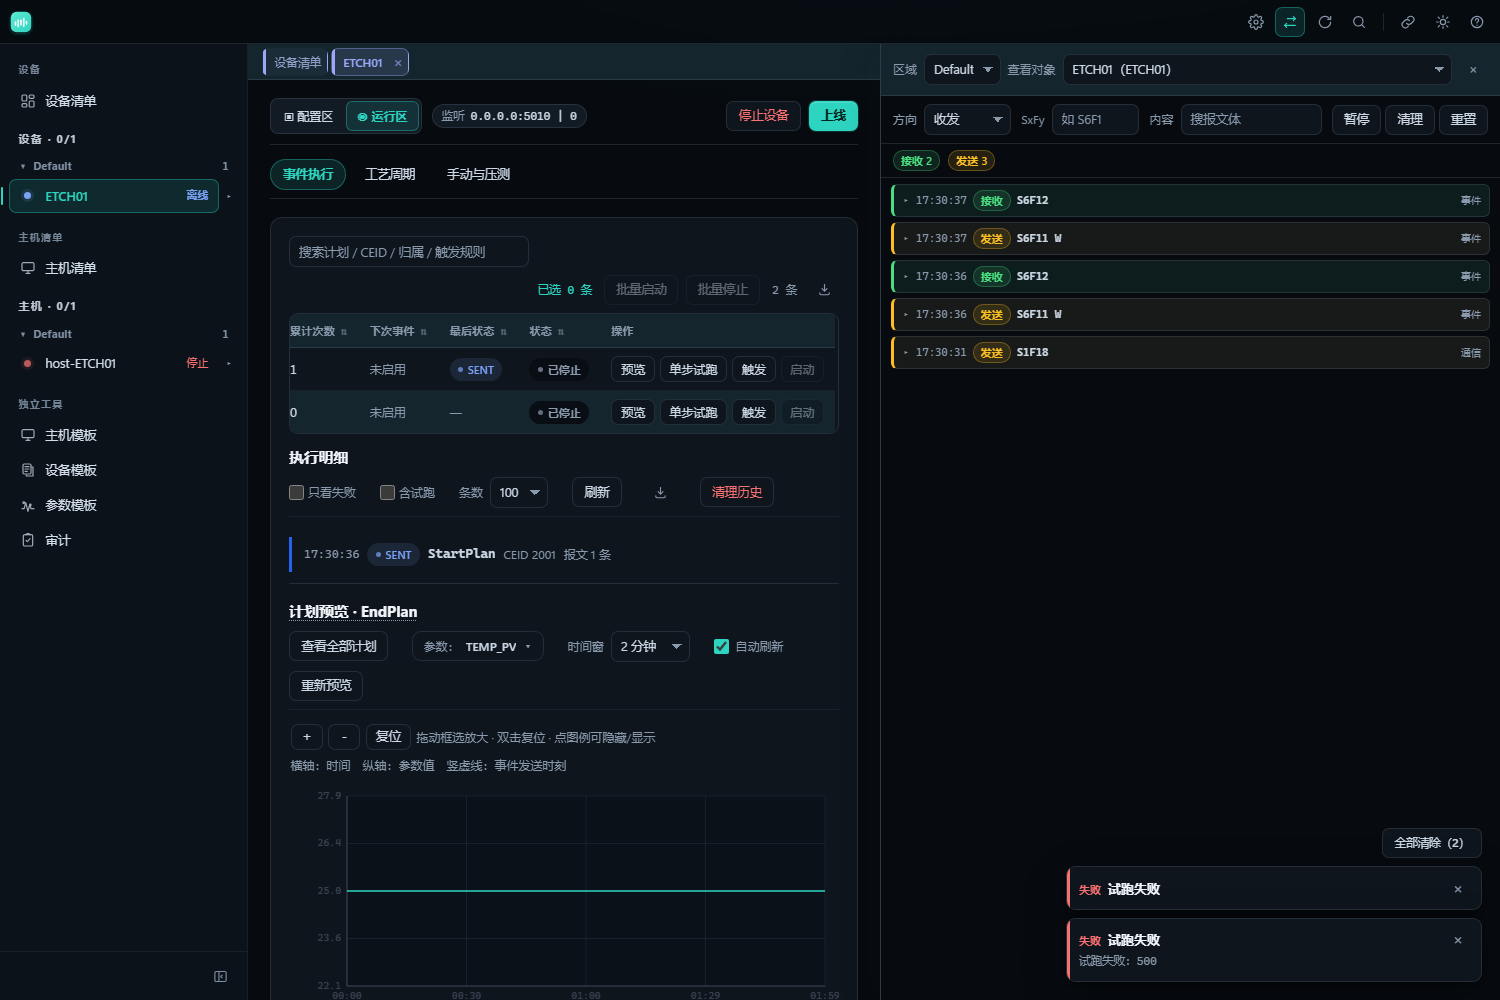 设备
设备清单
设备 · 0/1
Default 1
ETCH01 离线
主机清单
主机清单
主机 · 0/1
Default 1
host-ETCH01 停止
独立工具
主机模板
设备模板
参数模板
审计
设备清单 ETCH01 ×
配置区 运行区 监听 0.0.0.0:5010 | 0 停止设备 上线
事件执行 工艺周期 手动与压测
搜索计划 / CEID / 归属 / 触发规则
已选 0 条 批量启动 批量停止 2 条
累计次数 下次事件 最后状态 状态 操作
1 未启用 SENT 已停止 预览 单步试跑 触发 启动
0 未启用 — 已停止 预览 单步试跑 触发 启动
执行明细
只看失败 含试跑 条数 100 刷新 清理历史
17:30:36 SENT StartPlan CEID 2001 报文 1 条
计划预览 · EndPlan
查看全部计划 参数: TEMP_PV 时间窗 2 分钟 自动刷新
重新预览
+ - 复位 拖动框选放大 · 双击复位 · 点图例可隐藏/显示
横轴: 时间 纵轴: 参数值 竖虚线: 事件发送时刻
27.9
26.4
25.0
23.6
22.1
00:00 00:30 01:00 01:29 01:59
区域 Default 查看对象 ETCH01 (ETCH01) ×
方向 收发 SxFy 如 S6F1 内容 搜报文体 暂停 清理 重置
接收 2 发送 3
17:30:37 接收 S6F12 事件
17:30:37 发送 S6F11 W 事件
17:30:36 接收 S6F12 事件
17:30:36 发送 S6F11 W 事件
17:30:31 发送 S1F18 通信
全部清除 (2)
失败 试跑失败 ×
失败 试跑失败 ×
试跑失败: 500